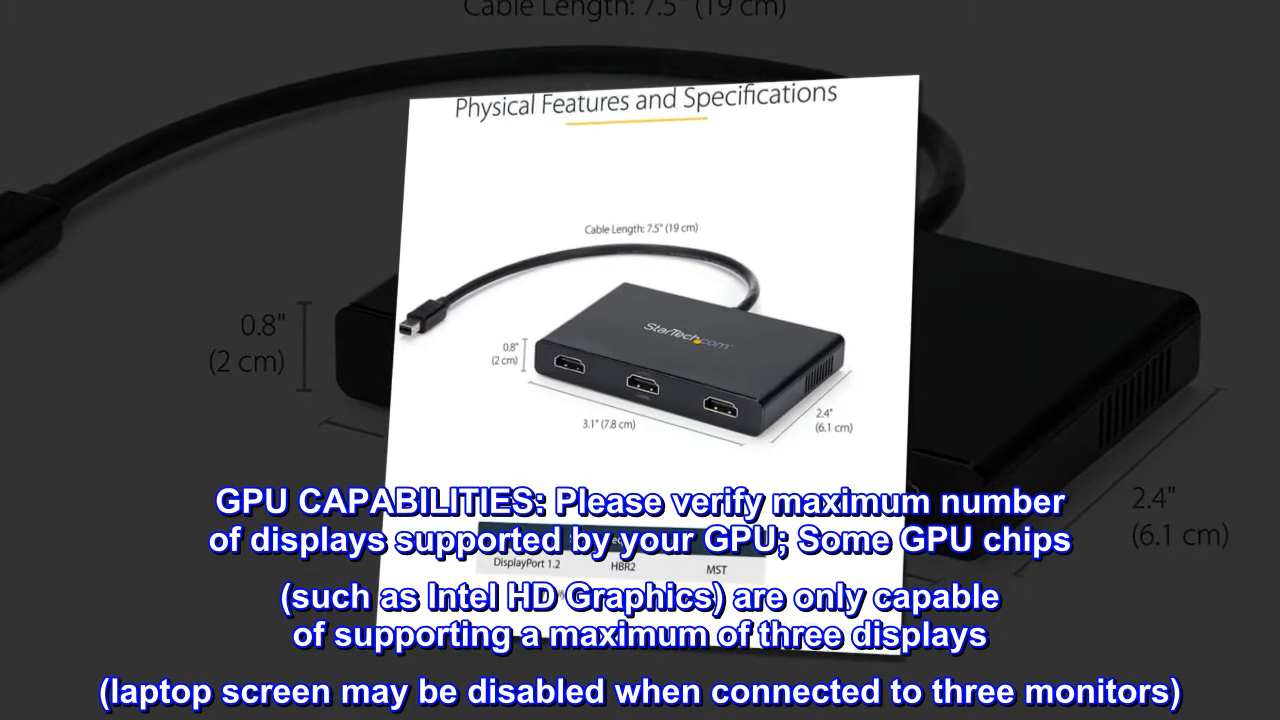 Cable Length: 7.5" (19 cm)
Physical Features and Specifications
Cable Length: 7.5" (19 cm)
0.8"
(2 cm)
0.8"
(2 cm)
StarTech.com
3.1" (7.8 cm)
2.4"
(6.1 cm)
2.4"
(6.1 cm)
GPU CAPABILITIES: Please verify maximum number
of displays supported by your GPU; Some GPU chips
DisplayPort 1.2 HBR2 MST
(such as Intel HD Graphics) are only capable
of supporting a maximum of three displays
(laptop screen may be disabled when connected to three monitors)